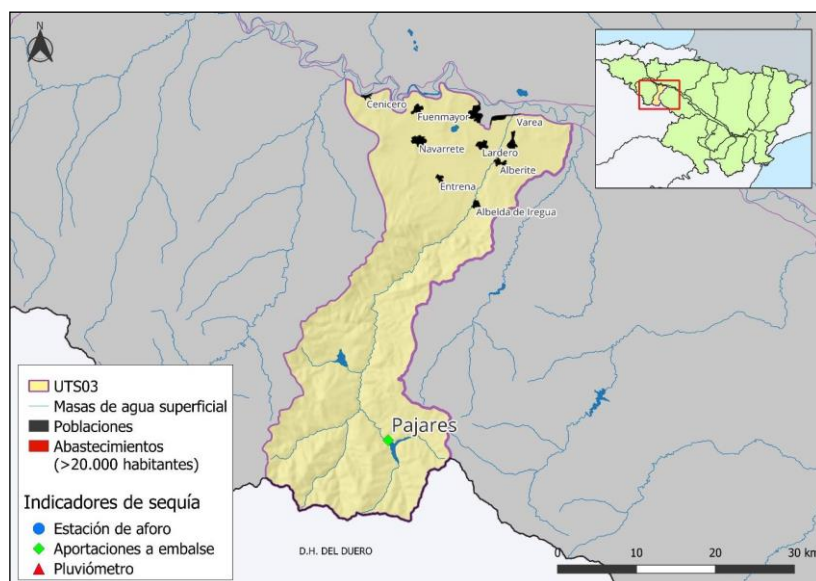 N
Cenicero
Fuenmayor
Varea
Navarrete
Lardero
Alberite
Entrena
Albelda de Iregua
Pajares
UTS03
Masas de agua superficial
Poblaciones
Abastecimientos
(>20.000 habitantes)
Indicadores de sequía
Estación de aforo
Aportaciones a embalse
Pluviómetro
D.H. DEL DUERO
0 10 20 30 km